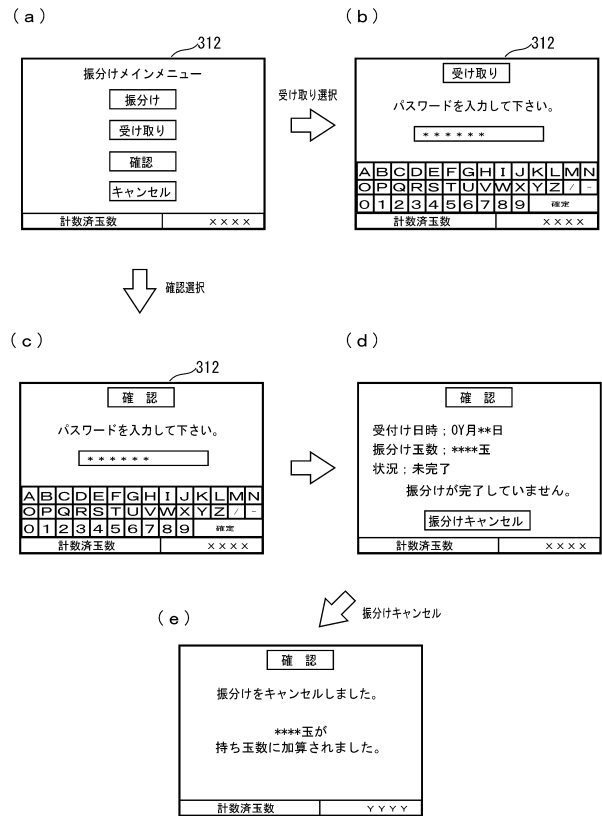 (a)
312
振分けメインメニュー
振分け
受け取り
確認
キャンセル
計数済玉数 ××××
受け取り選択
(b)
312
受け取り
パスワードを入力して下さい。
******
ABCDEFGHIJKLMN
OPQRSTUVWXYZ/-
0123456789 確定
計数済玉数 ××××
確認選択
(c)
312
確 認
パスワードを入力して下さい。
******
ABCDEFGHIJKLMN
OPQRSTUVWXYZ/-
0123456789 確定
計数済玉数 ××××
(d)
確 認
受付け日時;0Y月**日
振分け玉数;****玉
状況;未完了
振分けが完了していません。
振分けキャンセル
計数済玉数 ××××
振分けキャンセル
(e)
確 認
振分けをキャンセルしました。
****玉が
持ち玉数に加算されました。
計数済玉数 YYYY